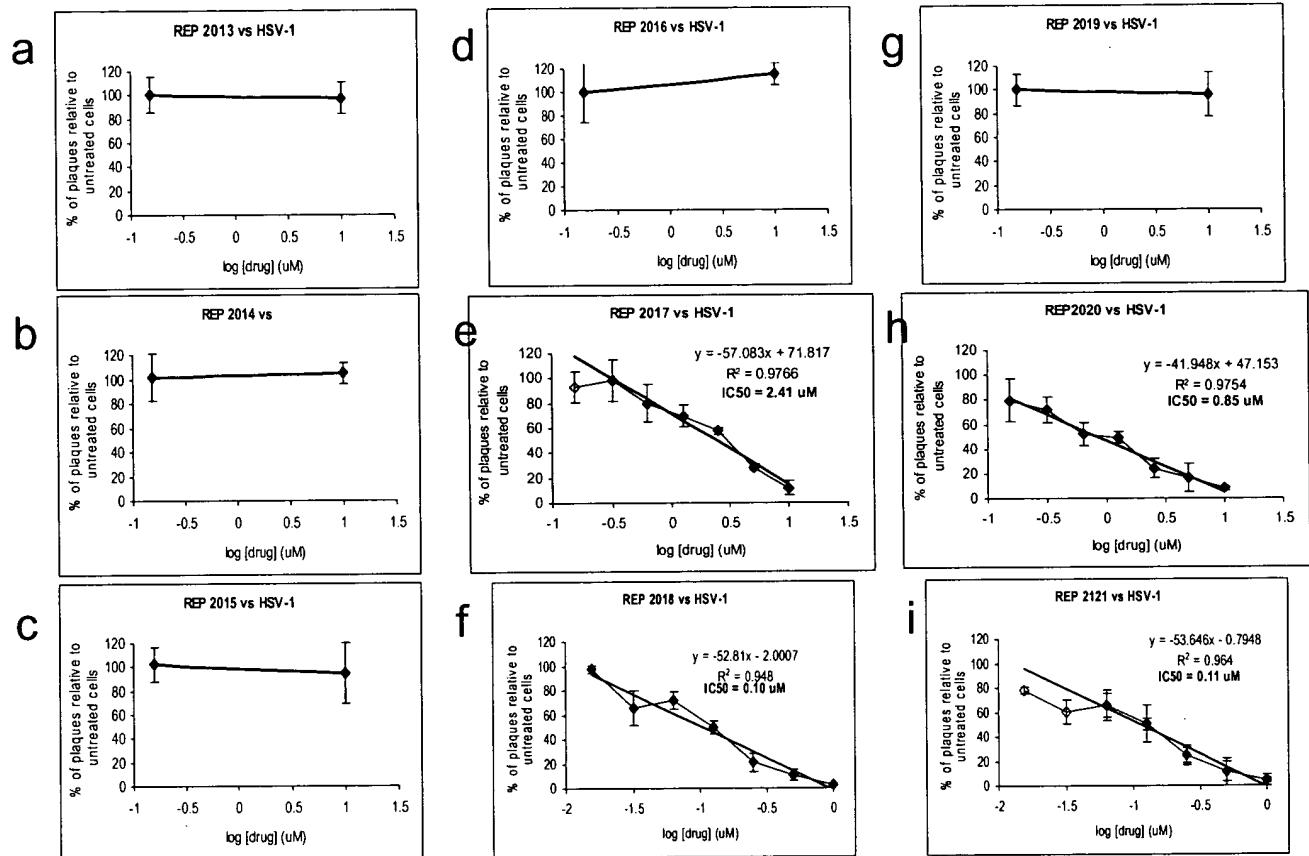 a
REP 2013 vs HSV-1
% of plaques relative to
untreated cells
120
100
80
60
40
20
0
-1 -0.5 0 0.5 1 1.5
log [drug] (uM)
d
REP 2016 vs HSV-1
% of plaques relative to
untreated cells
120
100
80
60
40
20
0
-1 -0.5 0 0.5 1 1.5
log [drug] (uM)
g
REP 2019 vs HSV-1
% of plaques relative to
untreated cells
120
100
80
60
40
20
0
-1 -0.5 0 0.5 1 1.5
log [drug] (uM)
b
REP 2014 vs
% of plaques relative to
untreated cells
120
100
80
60
40
20
0
-1 -0.5 0 0.5 1 1.5
log [drug] (uM)
e
REP 2017 vs HSV-1
y = -57.083x + 71.817
R² = 0.9766
IC50 = 2.41 uM
% of plaques relative to
untreated cells
120
100
80
60
40
20
0
-1 -0.5 0 0.5 1 1.5
log [drug] (uM)
h
REP2020 vs HSV-1
y = -41.948x + 47.153
R² = 0.9754
IC50 = 0.85 uM
% of plaques relative to
untreated cells
120
100
80
60
40
20
0
-1 -0.5 0 0.5 1 1.5
log [drug] (uM)
c
REP 2015 vs HSV-1
% of plaques relative to
untreated cells
120
100
80
60
40
20
0
-1 -0.5 0 0.5 1 1.5
log [drug] (uM)
f
REP 2018 vs HSV-1
y = -52.81x - 2.0007
R² = 0.948
IC50 = 0.10 uM
% of plaques relative to
untreated cells
120
100
80
60
40
20
0
-2 -1.5 -1 -0.5 0
log [drug] (uM)
i
REP 2121 vs HSV-1
y = -53.646x - 0.7948
R² = 0.964
IC50 = 0.11 uM
% of plaques relative to
untreated cells
120
100
80
60
40
20
0
-2 -1.5 -1 -0.5 0
log [drug] (uM)